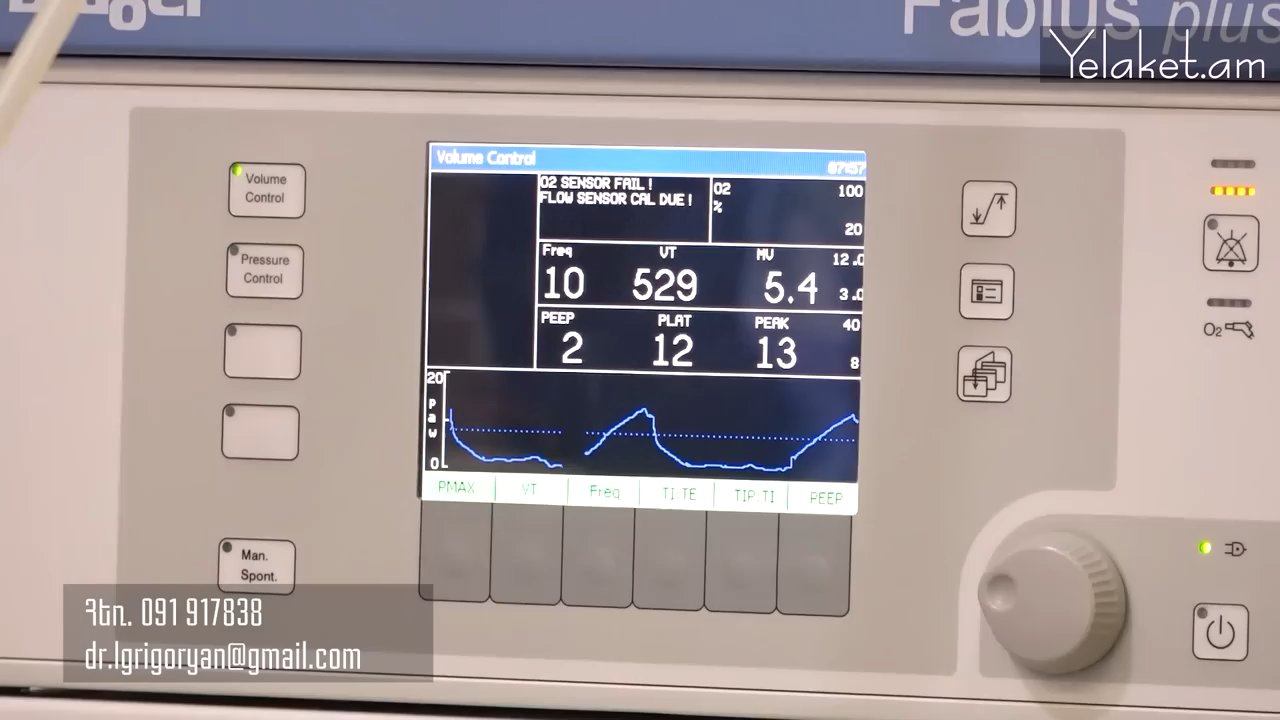 Fabius plus
Yelaket.am
Volume Control
Volume Control
07:57
O2 SENSOR FAIL !
FLOW SENSOR CAL DUE !
O2
%
100
20
Freq
VT
MV
12.0
10
529
5.4
3.0
PEEP
PLAT
PEAK
40
2
12
13
8
Pressure
Control
20
Paw
0
PMAX
VT
Freq
TI:TE
TIP:TI
PEEP
O2
Man.
Spont.
Հեռ. 091 917838
dr.lgrigoryan@gmail.com